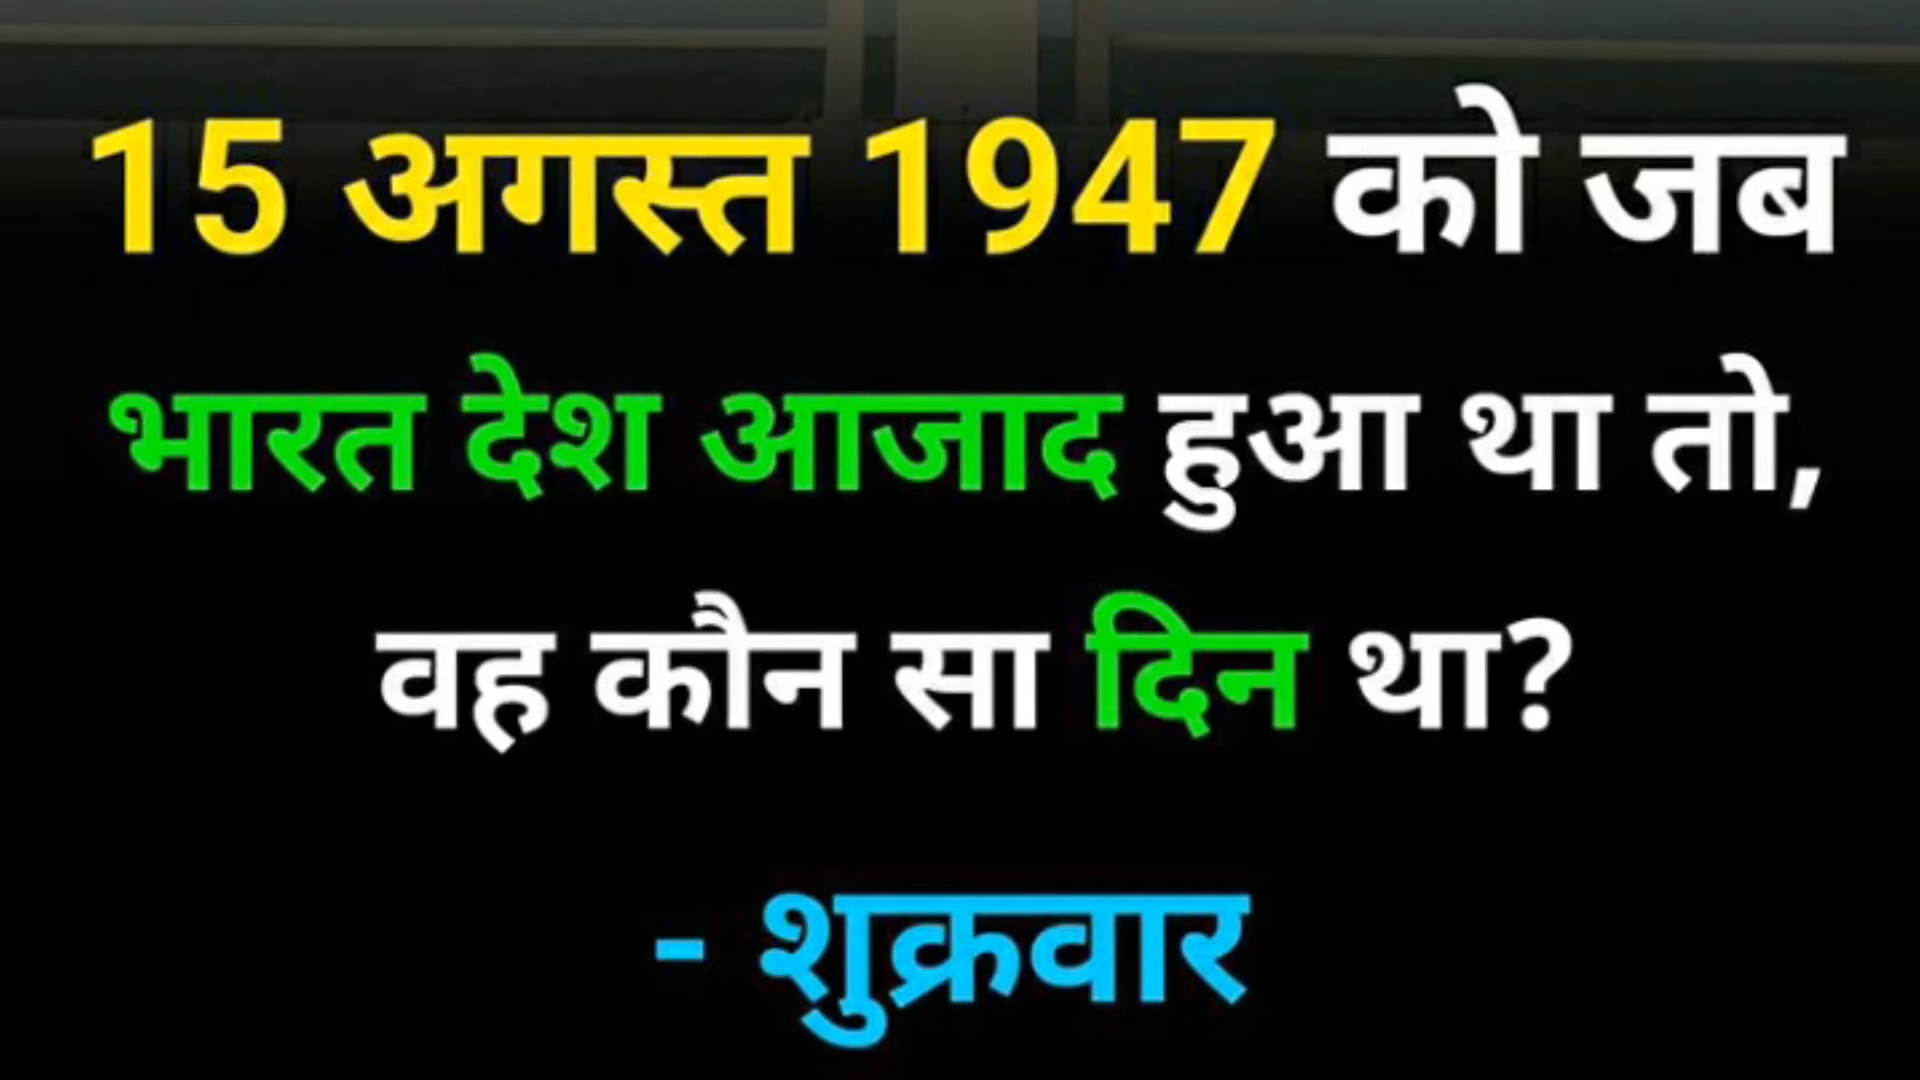 15 अगस्त 1947 को जब
भारत देश आजाद हुआ था तो,
वह कौन सा दिन था?
- शुक्रवार